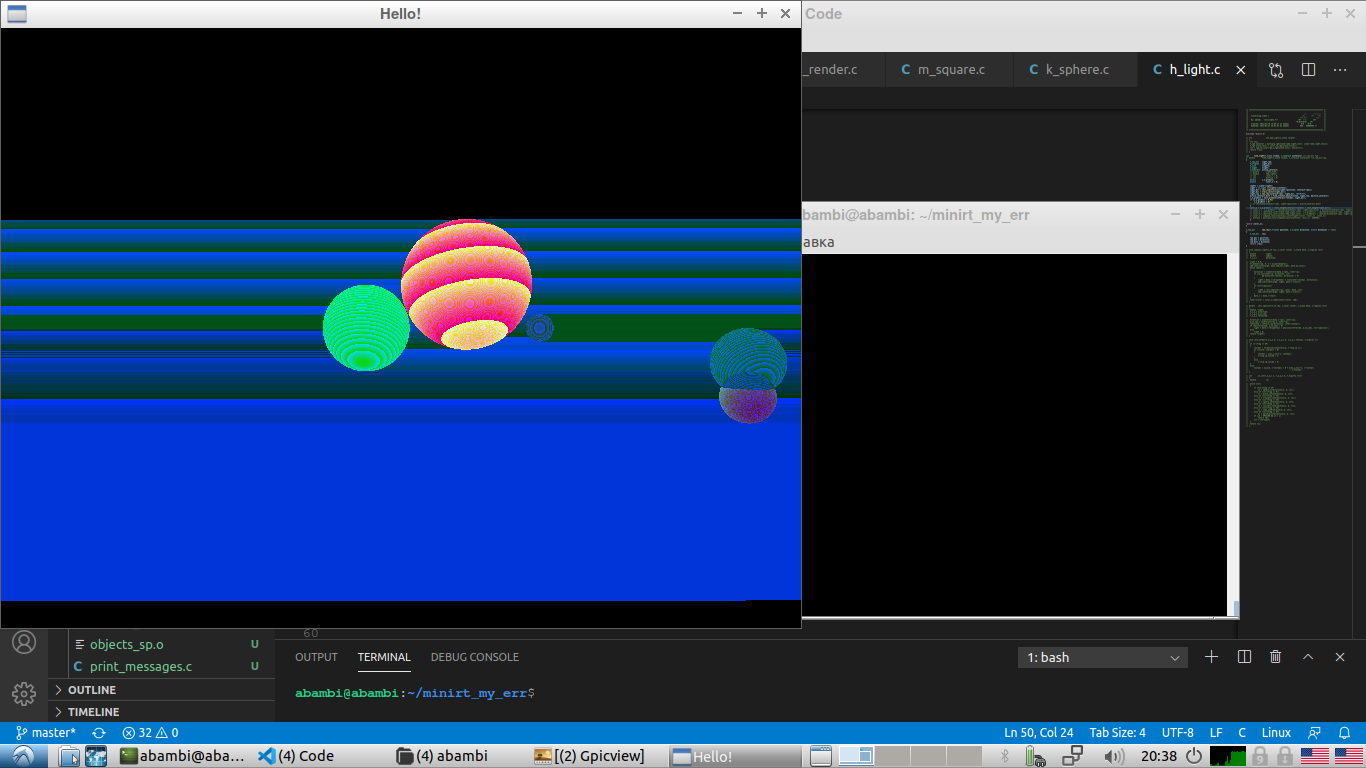 Hello!
Code
_render.c
C m_square.c
C k_sphere.c
C h_light.c
bambi@abambi: ~/minirt_my_err
авка
60
objects_sp.o U
C print_messages.c U
OUTLINE
TIMELINE
OUTPUT TERMINAL DEBUG CONSOLE
1: bash
abambi@abambi:~/minirt_my_err$
master* 32 0
Ln 50, Col 24 Tab Size: 4 UTF-8 LF C Linux
abambi@aba... (4) Code (4) abambi [(2) Gpicview] Hello! 20:38